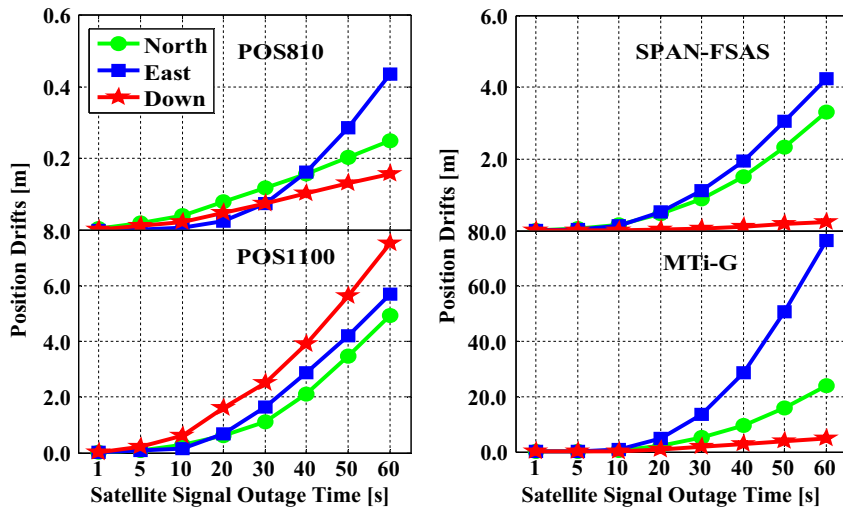 0.6
0.4
0.2
8.0
6.0
4.0
2.0
0.0
Position Drifts [m]
North
East
Down
POS810
POS1100
1 5 10 20 30 40 50 60
Satellite Signal Outage Time [s]
6.0
4.0
2.0
80.0
60.0
40.0
20.0
0.0
Position Drifts [m]
SPAN-FSAS
MTi-G
1 5 10 20 30 40 50 60
Satellite Signal Outage Time [s]